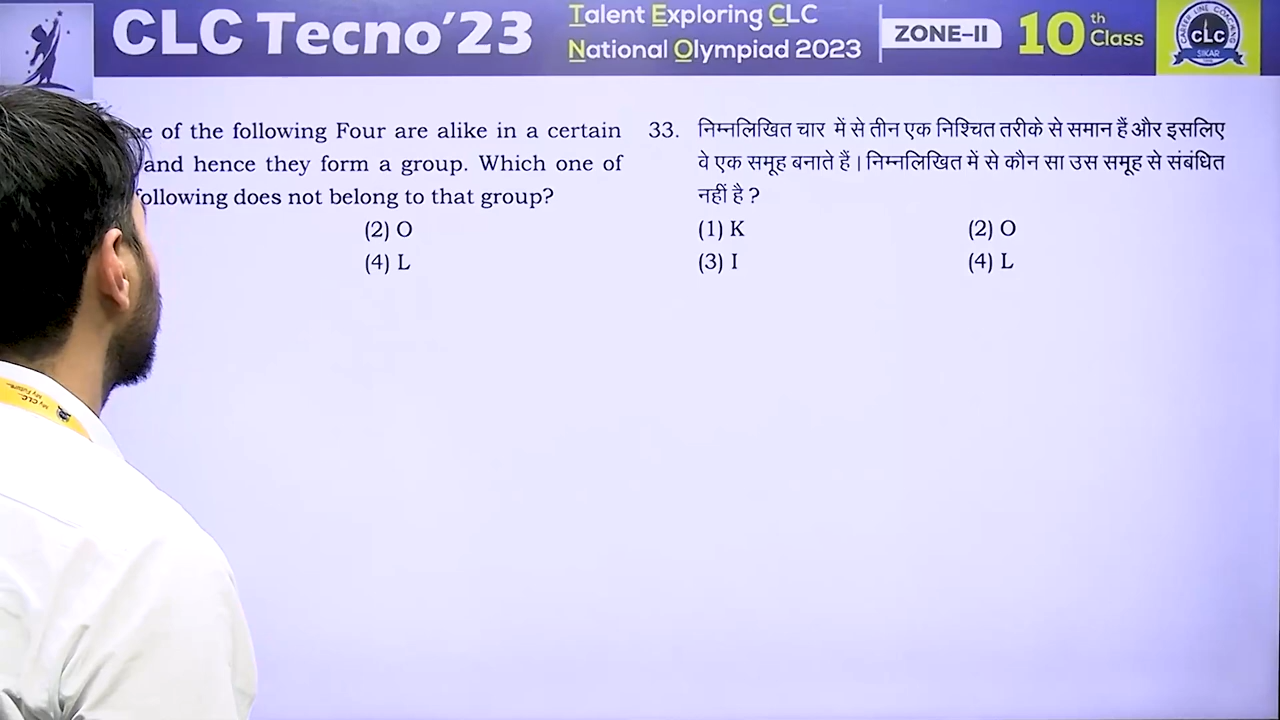 CLC Tecno'23
Talent Exploring CLC
National Olympiad 2023
ZONE-II
10th Class
CAREER LINE COACHING
CLC
SIKAR
of the following Four are alike in a certain
and hence they form a group. Which one of
following does not belong to that group?
(2) O
(4) L
33. निम्नलिखित चार में से तीन एक निश्चित तरीके से समान हैं और इसलिए
वे एक समूह बनाते हैं। निम्नलिखित में से कौन सा उस समूह से संबंधित
नहीं है ?
(1) K (2) O
(3) I (4) L